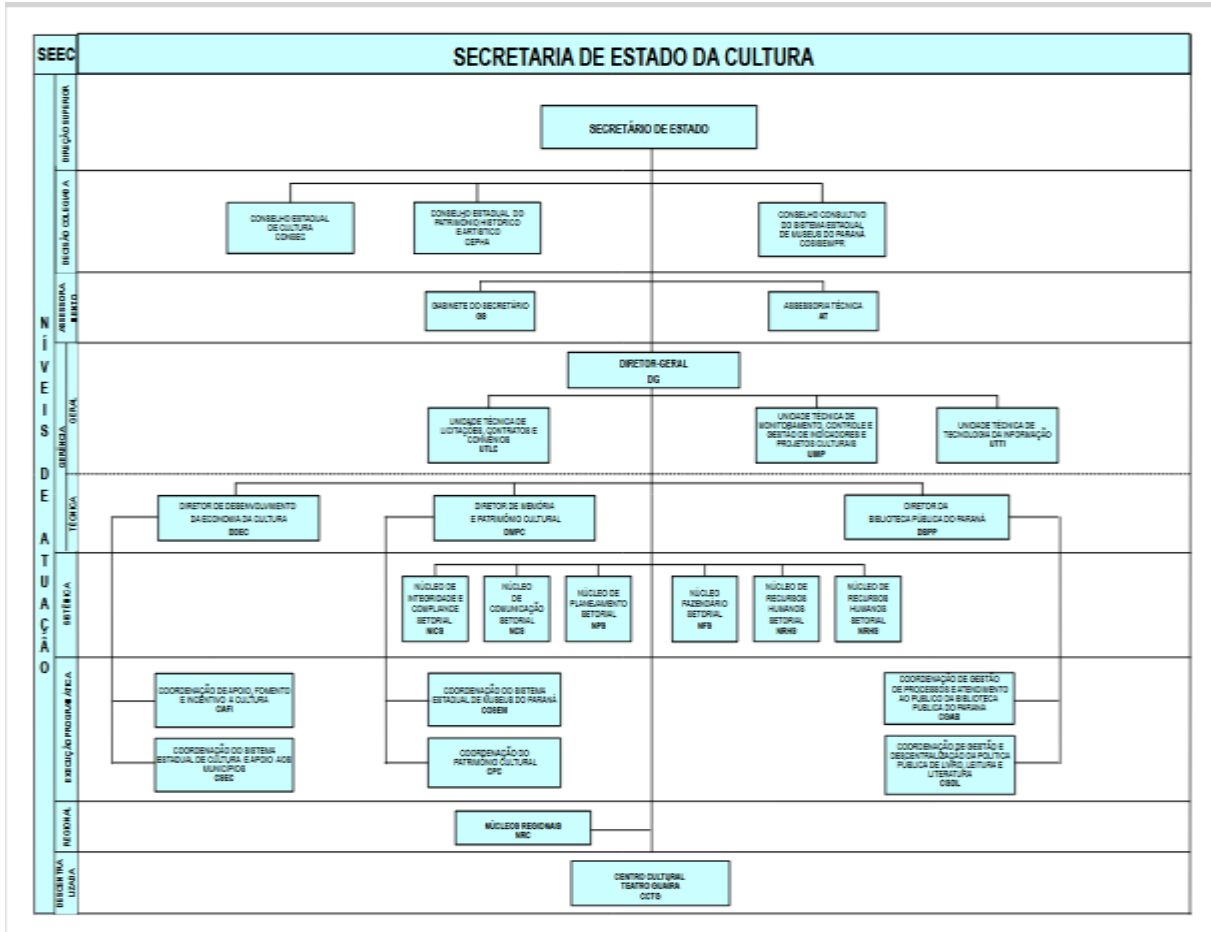 SEEC
SECRETARIA DE ESTADO DA CULTURA
NÍVEIS DE ATUAÇÃO
DIREÇÃO SUPERIOR
SECRETÁRIO DE ESTADO
DECISÃO COLEGIADA
CONSELHO ESTADUAL
DE CULTURA
CONSEC
CONSELHO ESTADUAL DO
PATRIMÔNIO HISTÓRICO
E ARTÍSTICO
CEPHA
CONSELHO CONSULTIVO
DO SISTEMA ESTADUAL
DE MUSEUS DO PARANÁ
COSISEM/PR
ASSESSORA
MENTO
GABINETE DO SECRETÁRIO
GS
ASSESSORIA TÉCNICA
AT
GERÊNCIA
GERAL
DIRETOR-GERAL
DG
UNIDADE TÉCNICA DE
LICITAÇÕES, CONTRATOS E
CONVÊNIOS
UTLC
UNIDADE TÉCNICA DE
MONITORAMENTO, CONTROLE E
GESTÃO DE INDICADORES E
PROJETOS CULTURAIS
UMIP
UNIDADE TÉCNICA DE
TECNOLOGIA DA INFORMAÇÃO
UTTI
TÉCNICA
DIRETOR DE DESENVOLVIMENTO
DA ECONOMIA DA CULTURA
DDEC
DIRETOR DE MEMÓRIA
E PATRIMÔNIO CULTURAL
DMPC
DIRETOR DA
BIBLIOTECA PÚBLICA DO PARANÁ
DBPP
SISTÊMICA
NÚCLEO DE
INTEGRIDADE E
COMPLIANCE
SETORIAL
NICS
NÚCLEO
DE
COMUNICAÇÃO
SETORIAL
NCS
NÚCLEO DE
PLANEJAMENTO
SETORIAL
NPS
NÚCLEO
FAZENDÁRIO
SETORIAL
NFS
NÚCLEO DE
RECURSOS
HUMANOS
SETORIAL
NRHS
NÚCLEO DE
RECURSOS
HUMANOS
SETORIAL
NRHS
EXECUÇÃO PROGRAMÁTICA
COORDENAÇÃO DE APOIO, FOMENTO
E INCENTIVO A CULTURA
CAFI
COORDENAÇÃO DO SISTEMA
ESTADUAL DE MUSEUS DO PARANÁ
COSEM
COORDENAÇÃO DE GESTÃO
DE PROCESSOS E ATENDIMENTO
AO PUBLICO DA BIBLIOTECA
PUBLICA DO PARANÁ
CGAB
COORDENAÇÃO DO SISTEMA
ESTADUAL DE CULTURA E APOIO AOS
MUNICÍPIOS
CSEC
COORDENAÇÃO DO
PATRIMÔNIO CULTURAL
CPC
COORDENAÇÃO DE GESTÃO E
DESCENTRALIZAÇÃO DA POLÍTICA
PUBLICA DE LIVRO, LEITURA E
LITERATURA
CGDL
REGIONAL
NÚCLEOS REGIONAIS
NRC
DESCENTRA
LIZADA
CENTRO CULTURAL
TEATRO GUAIRA
CCTG